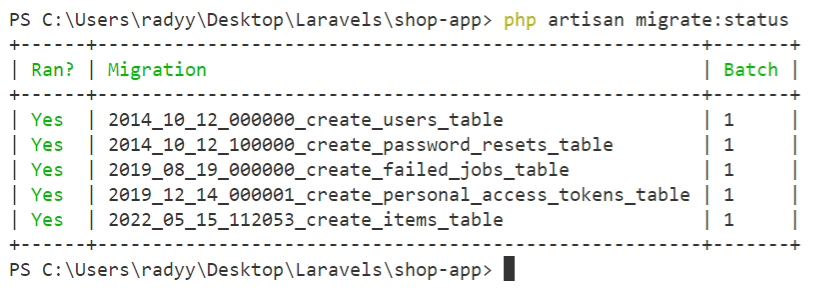 PS C:\Users\radyy\Desktop\Laravels\shop-app> php artisan migrate:status
+------+-------------------------------------------------------+-------+
| Ran? | Migration                                             | Batch |
+------+-------------------------------------------------------+-------+
| Yes  | 2014_10_12_000000_create_users_table                  | 1     |
| Yes  | 2014_10_12_100000_create_password_resets_table        | 1     |
| Yes  | 2019_08_19_000000_create_failed_jobs_table            | 1     |
| Yes  | 2019_12_14_000001_create_personal_access_tokens_table | 1     |
| Yes  | 2022_05_15_112053_create_items_table                  | 1     |
+------+-------------------------------------------------------+-------+
PS C:\Users\radyy\Desktop\Laravels\shop-app>